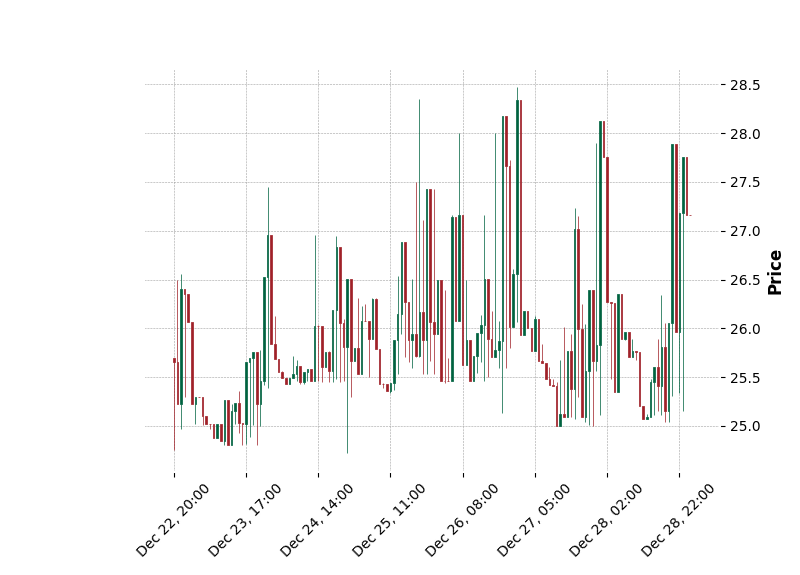 28.5
28.0
27.5
27.0
26.5
26.0
25.5
25.0
Price
Dec 22, 20:00
Dec 23, 17:00
Dec 24, 14:00
Dec 25, 11:00
Dec 26, 08:00
Dec 27, 05:00
Dec 28, 02:00
Dec 28, 22:00